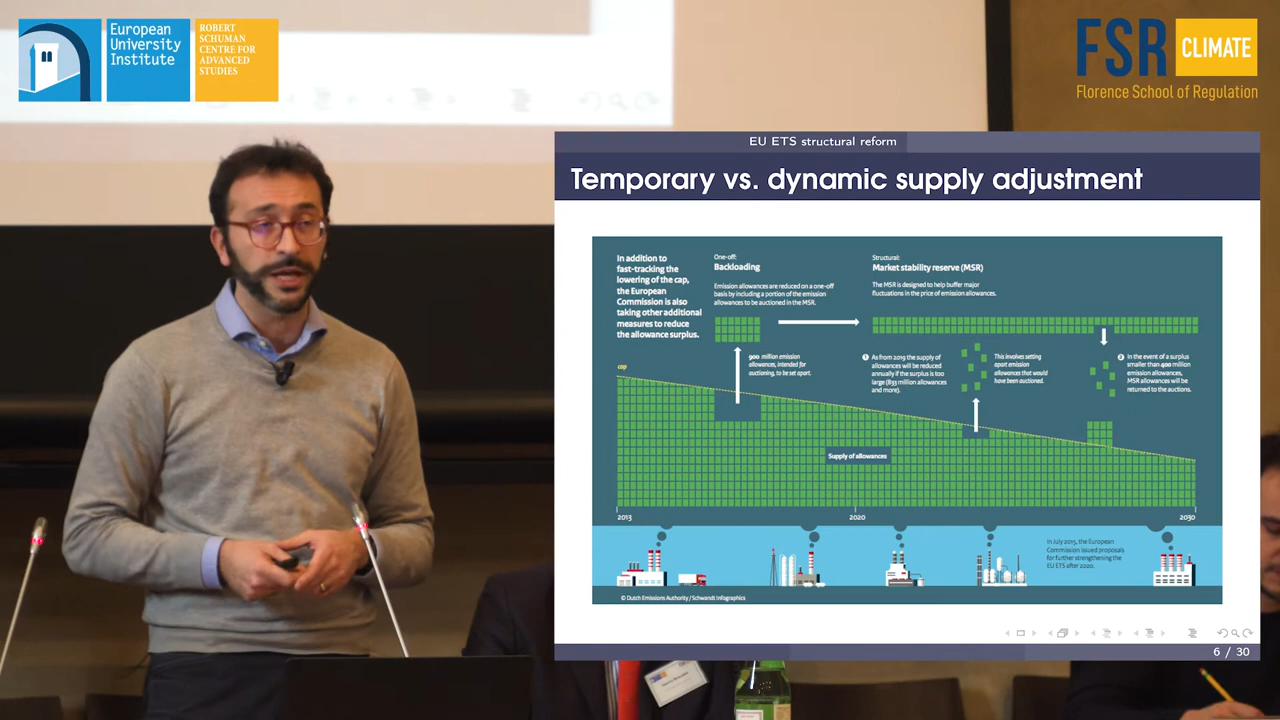 European
University
Institute
ROBERT
SCHUMAN
CENTRE FOR
ADVANCED
STUDIES
FSR CLIMATE
Florence School of Regulation
EU ETS structural reform
Temporary vs. dynamic supply adjustment
In addition to
fast-tracking the
lowering of the cap,
the European
Commission is also
taking other additional
measures to reduce
the allowance surplus.
One-off:
Backloading
Emission allowances are reduced on a one-off
basis by including a portion of the emission
allowances to be auctioned in the MSR.
Structural:
Market stability reserve (MSR)
The MSR is designed to help buffer major
fluctuations in the price of emission allowances.
900 million emission
allowances, intended for
auctioning, to be set apart.
1 As from 2019 the supply of
allowances will be reduced
annually if the surplus is too
large (833 million allowances
and more).
This involves setting
apart emission
allowances that would
have been auctioned.
2 In the event of a surplus
smaller than 400 million
emission allowances,
MSR allowances will be
returned to the auctions.
cap
Supply of allowances
2013
2020
2030
In July 2015, the European
Commission issued proposals
for further strengthening the
EU ETS after 2020.
© Dutch Emissions Authority / Schwandt Infographics
6 / 30